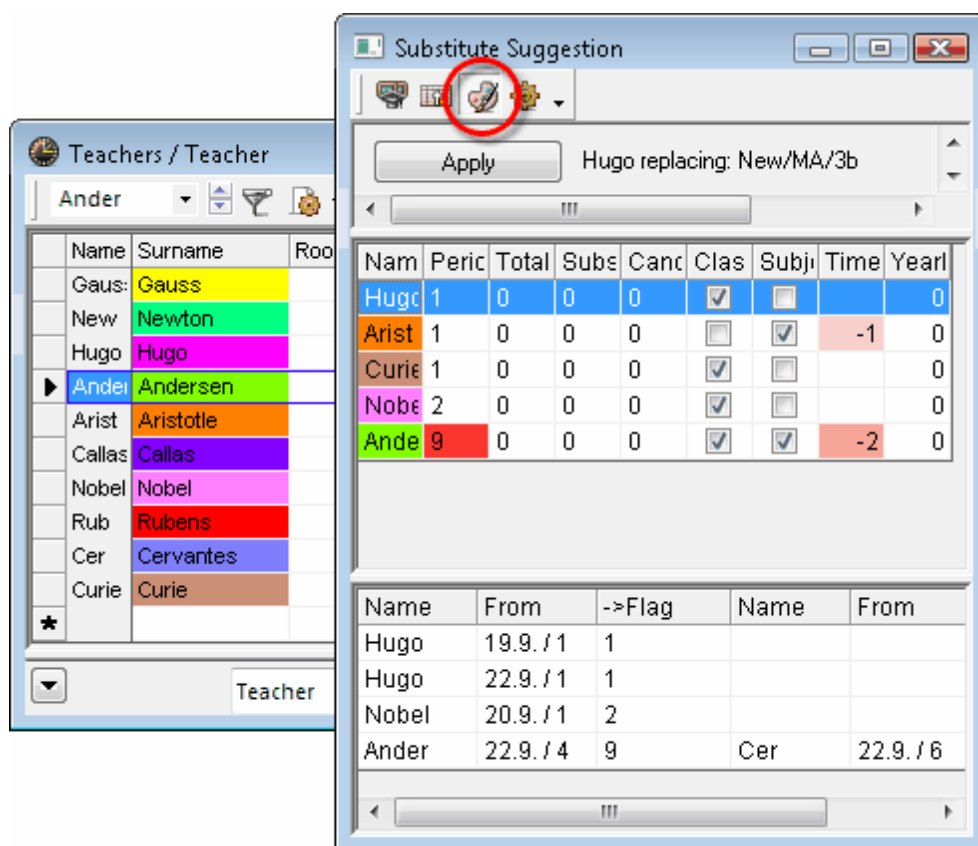 Substitute Suggestion
Apply Hugo replacing: New/MA/3b
Nam Peric Total Subs Canc Clas Subj Time Yearl
Hugo 1 0 0 0 0
Arist 1 0 0 0 -1 0
Curie 1 0 0 0 0
Nobe 2 0 0 0 0
Ande 9 0 0 0 -2 0
Name From ->Flag Name From
Hugo 19.9. / 1 1
Hugo 22.9. / 1 1
Nobel 20.9. / 1 2
Ander 22.9. / 4 9 Cer 22.9. / 6
Teachers / Teacher
Ander
Name Surname Roo
Gaus Gauss
New Newton
Hugo Hugo
Ander Andersen
Arist Aristotle
Callas Callas
Nobel Nobel
Rub Rubens
Cer Cervantes
Curie Curie
Teacher